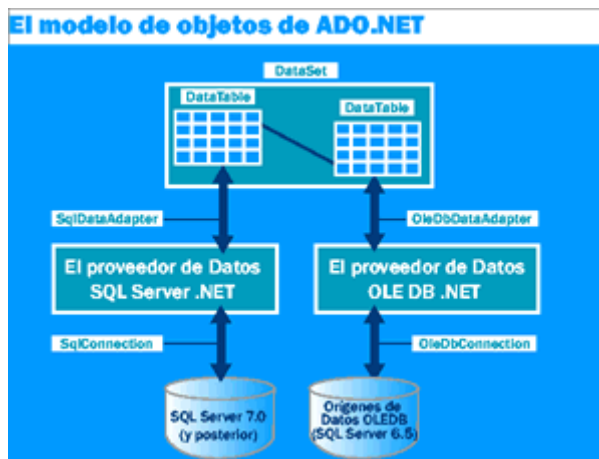 El modelo de objetos de ADO.NET
DataSet
DataTable
DataTable
SqlDataAdapter
OleDbDataAdapter
El proveedor de Datos
SQL Server .NET
El proveedor de Datos
OLE DB .NET
SqlConnection
OleDbConnection
SQL Server 7.0
(y posterior)
Orígenes de
Datos OLEDB
(SQL Server 6.5)